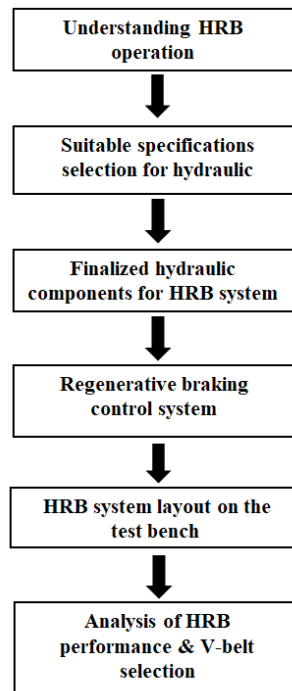 Understanding HRB
operation
Suitable specifications
selection for hydraulic
Finalized hydraulic
components for HRB system
Regenerative braking
control system
HRB system layout on the
test bench
Analysis of HRB
performance & V-belt
selection